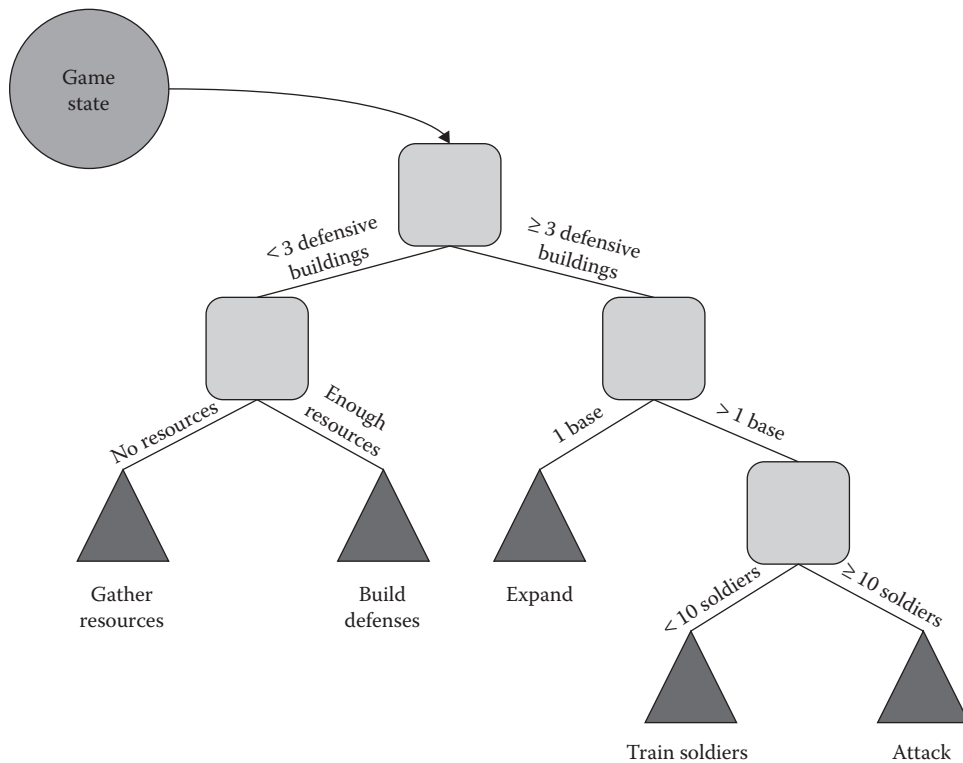 Game
state
< 3 defensive
buildings
≥ 3 defensive
buildings
No resources
Enough
resources
1 base
> 1 base
Gather
resources
Build
defenses
Expand
< 10 soldiers
≥ 10 soldiers
Train soldiers
Attack